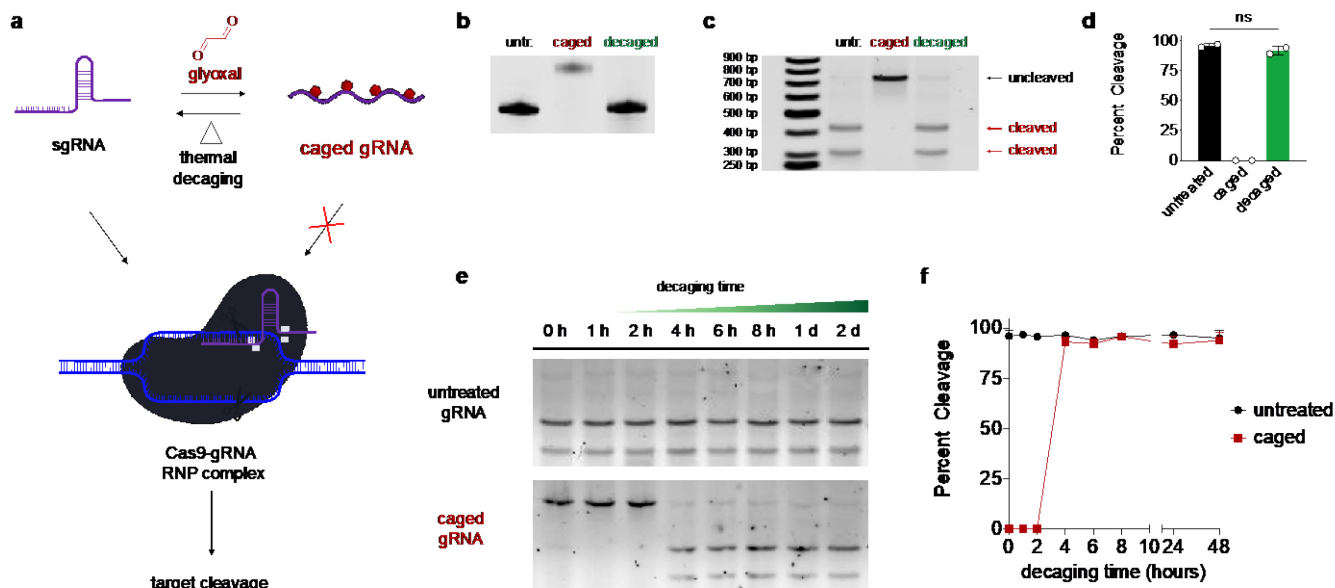 a
O
O
glyoxal
sgRNA
thermal
decaging
caged gRNA
Cas9-gRNA
RNP complex
target cleavage
b
untr.
caged
decaged
c
untr.
caged
decaged
900 bp
800 bp
700 bp
600 bp
500 bp
400 bp
300 bp
250 bp
uncleaved
cleaved
cleaved
d
ns
Percent Cleavage
100
75
50
25
0
untreated
caged
decaged
e
decaging time
0 h 1 h 2 h 4 h 6 h 8 h 1 d 2 d
untreated
gRNA
caged
gRNA
f
Percent Cleavage
100
75
50
25
0
0 2 4 6 8 10 24 48
decaging time (hours)
untreated
caged